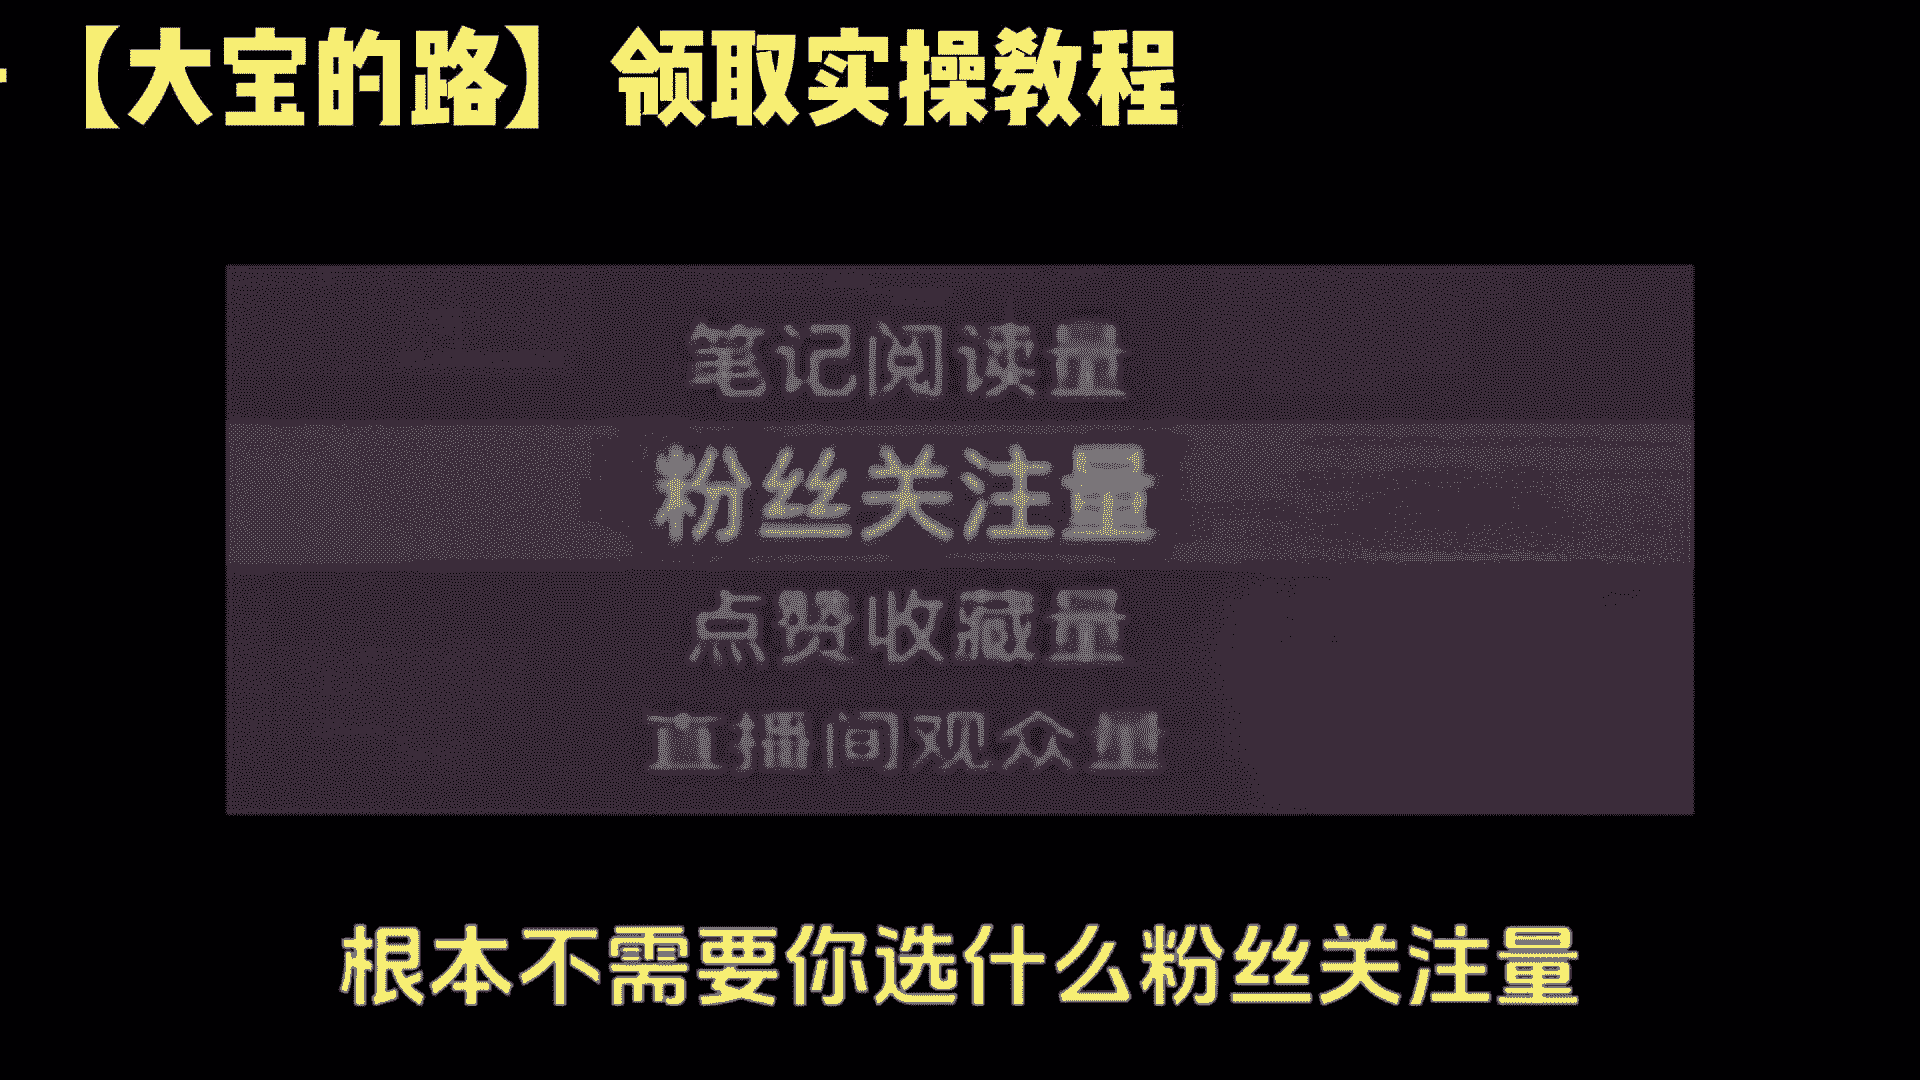 【大宝的路】领取实操教程
笔记阅读量
粉丝关注量
点赞收藏量
直播间观众量
根本不需要你选什么粉丝关注量